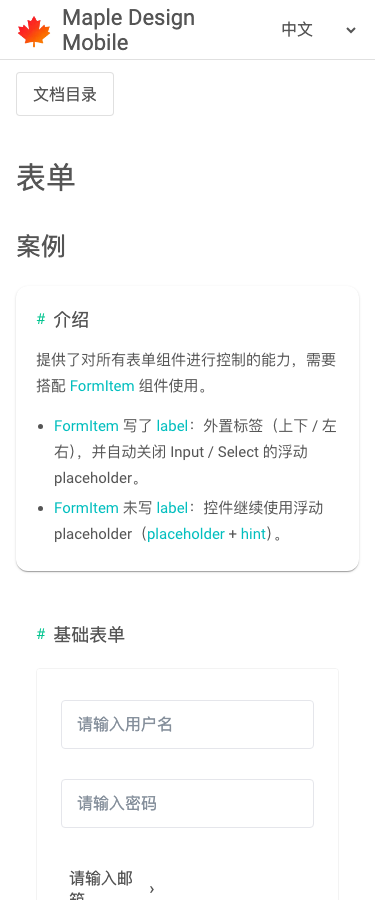 Maple Design
Mobile
中文
文档目录
表单
案例
# 介绍
提供了对所有表单组件进行控制的能力，需要
搭配 FormItem 组件使用。
• FormItem 写了 label：外置标签（上下 / 左
右），并自动关闭 Input / Select 的浮动
placeholder。
• FormItem 未写 label：控件继续使用浮动
placeholder（placeholder + hint）。
# 基础表单
请输入用户名
请输入密码
请输入邮
箱